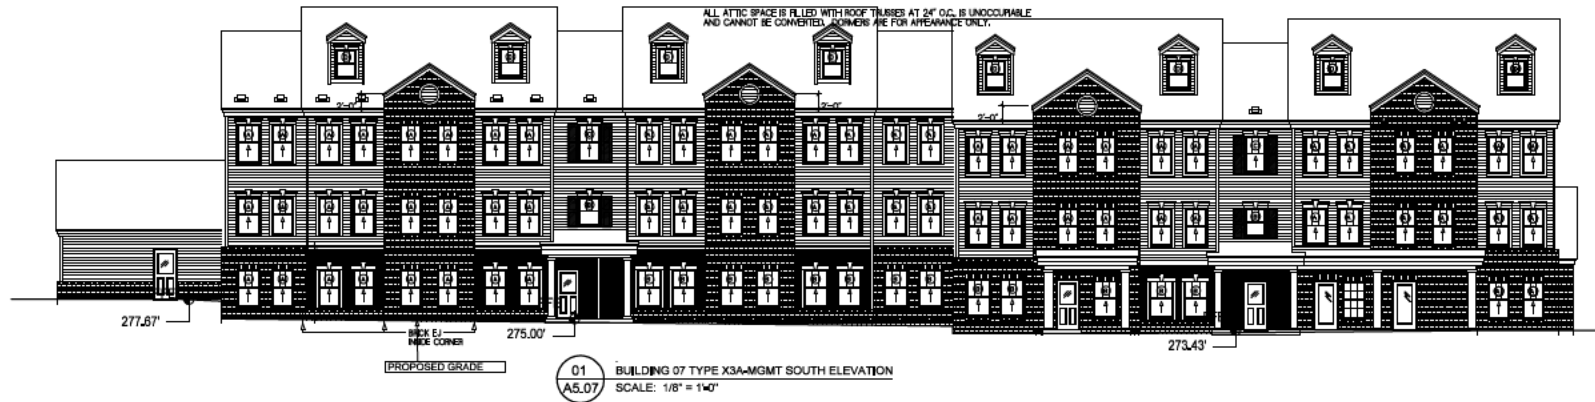 ALL ATTIC SPACE IS FILLED WITH ROOF TRUSSES AT 24" O.C. IS UNOCCUPIABLE
AND CANNOT BE CONVERTED. DORMERS ARE FOR APPEARANCE ONLY.
2'-0"
2'-0"
2'-0"
277.67'
BRICK EJ
INSIDE CORNER
275.00'
273.43'
PROPOSED GRADE
01
A5.07
BUILDING 07 TYPE X3A-MGMT SOUTH ELEVATION
SCALE: 1/8" = 1'-0"